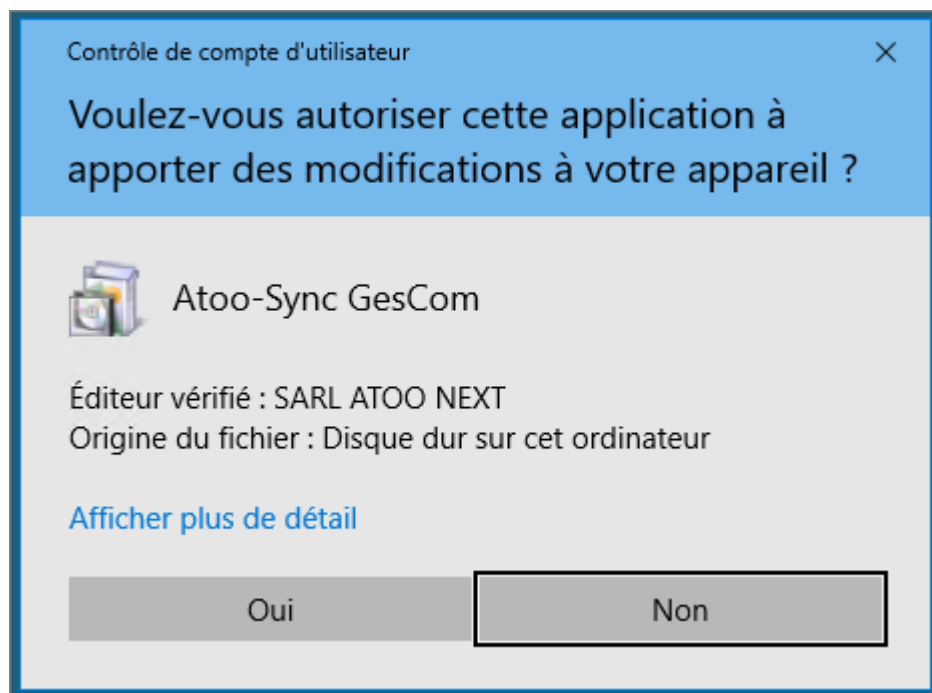 Contrôle de compte d'utilisateur
Voulez-vous autoriser cette application à
apporter des modifications à votre appareil ?
Atoo-Sync GesCom
Éditeur vérifié : SARL ATOO NEXT
Origine du fichier : Disque dur sur cet ordinateur
Afficher plus de détail
Oui
Non